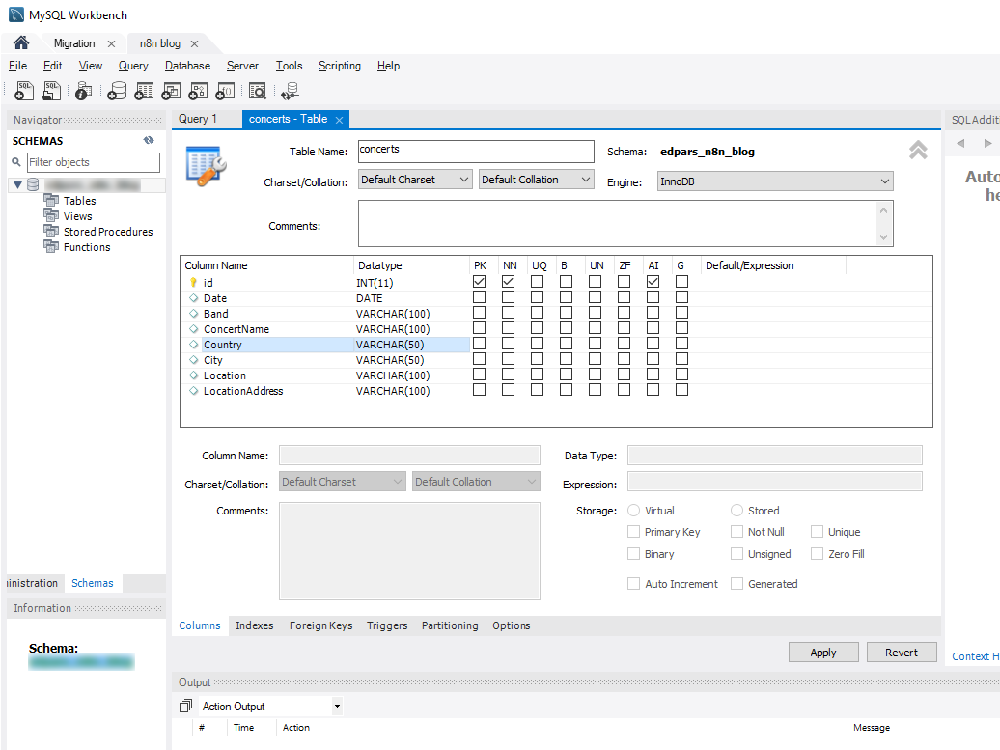 MySQL Workbench
Migration
n8n blog
File Edit View Query Database Server Tools Scripting Help
Navigator
SCHEMAS
Filter objects
Tables
Views
Stored Procedures
Functions
ministration Schemas
Information
Schema:
Query 1
concerts - Table
Table Name: concerts Schema: edpars_n8n_blog
Charset/Collation: Default Charset Default Collation Engine: InnoDB
Comments:
Column Name Datatype PK NN UQ B UN ZF AI G Default/Expression
id INT(11)
Date DATE
Band VARCHAR(100)
ConcertName VARCHAR(100)
Country VARCHAR(50)
City VARCHAR(50)
Location VARCHAR(100)
LocationAddress VARCHAR(100)
Column Name: Data Type:
Charset/Collation: Default Charset Default Collation Expression:
Comments: Storage: Virtual Stored
Primary Key Not Null Unique
Binary Unsigned Zero Fill
Auto Increment Generated
Columns Indexes Foreign Keys Triggers Partitioning Options
Apply Revert
Output
Action Output
# Time Action Message
SQLAddit
Auto
he
Context H